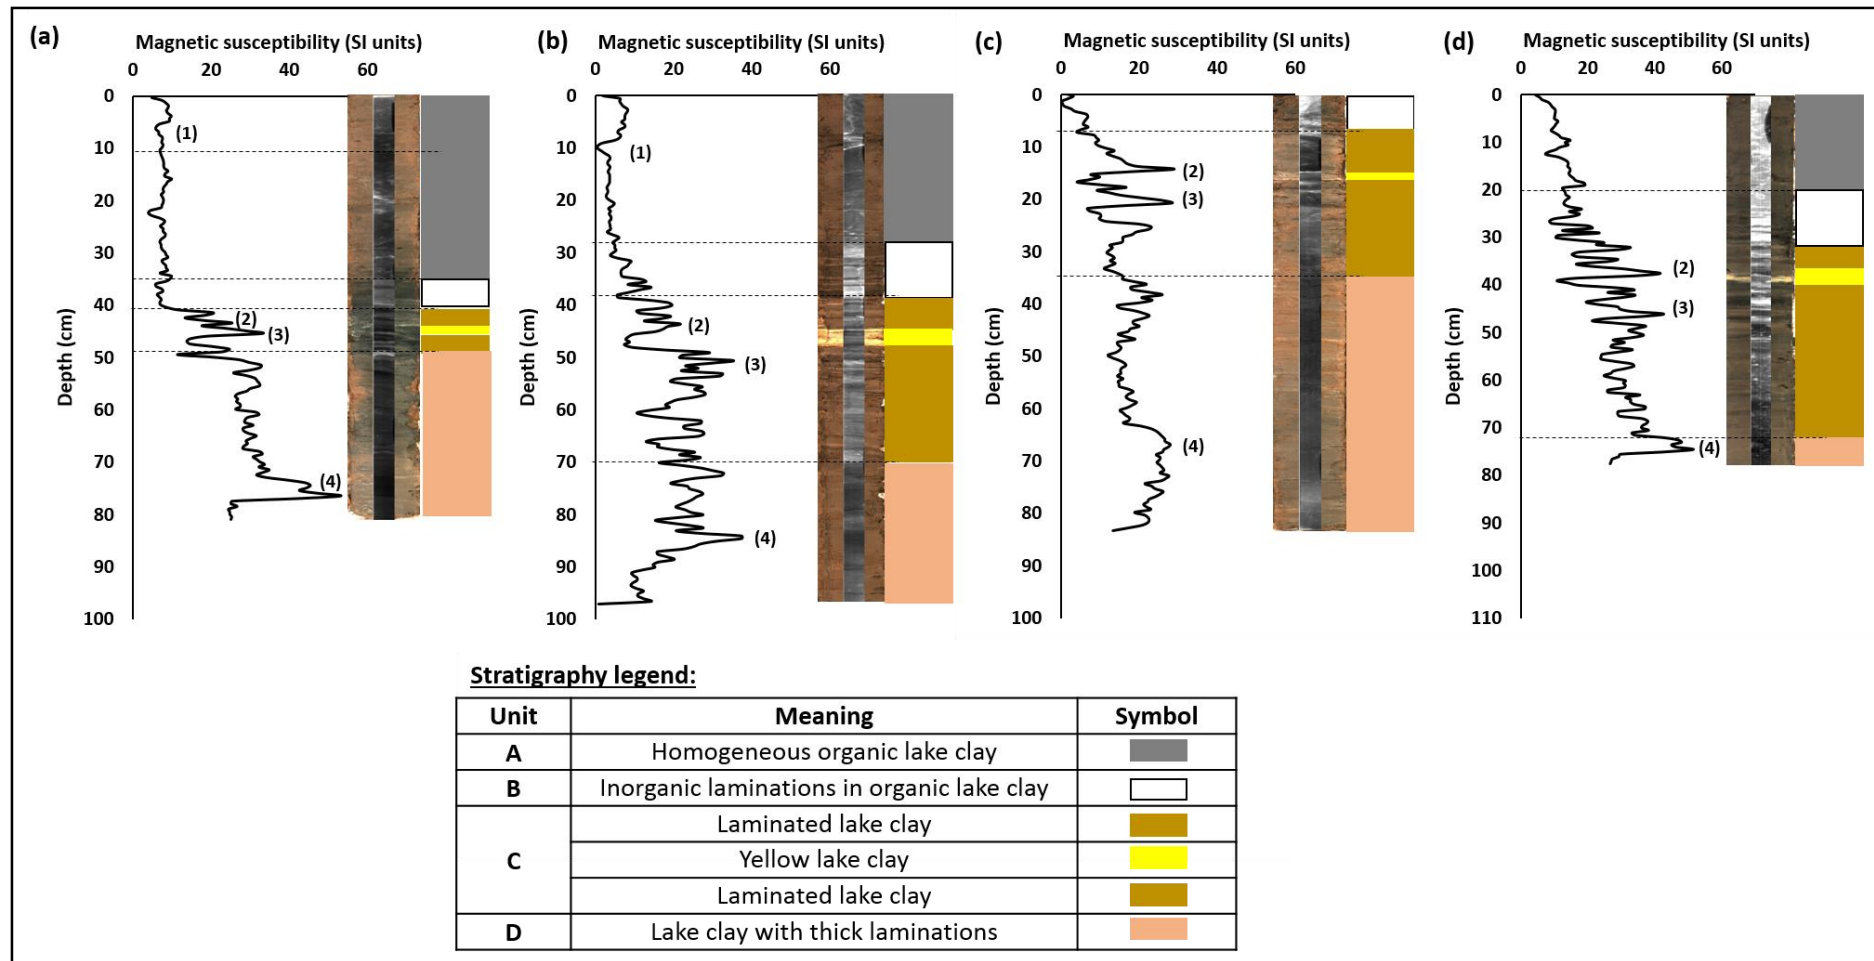 (a)
Magnetic susceptibility (SI units)
0 20 40 60
0
10
20
30
40
50
60
70
80
100
Depth (cm)
(1)
(2)
(3)
(4)
(b)
Magnetic susceptibility (SI units)
0 20 40 60
0
10
20
30
40
50
60
70
80
90
100
Depth (cm)
(1)
(2)
(3)
(4)
(c)
Magnetic susceptibility (SI units)
0 20 40 60
0
10
20
30
40
50
60
70
80
90
100
Depth (cm)
(2)
(3)
(4)
(d)
Magnetic susceptibility (SI units)
0 20 40 60
0
10
20
30
40
50
60
70
80
90
100
110
Depth (cm)
(2)
(3)
(4)
Stratigraphy legend:
Unit Meaning Symbol
A Homogeneous organic lake clay
B Inorganic laminations in organic lake clay
Laminated lake clay
C Yellow lake clay
Laminated lake clay
D Lake clay with thick laminations